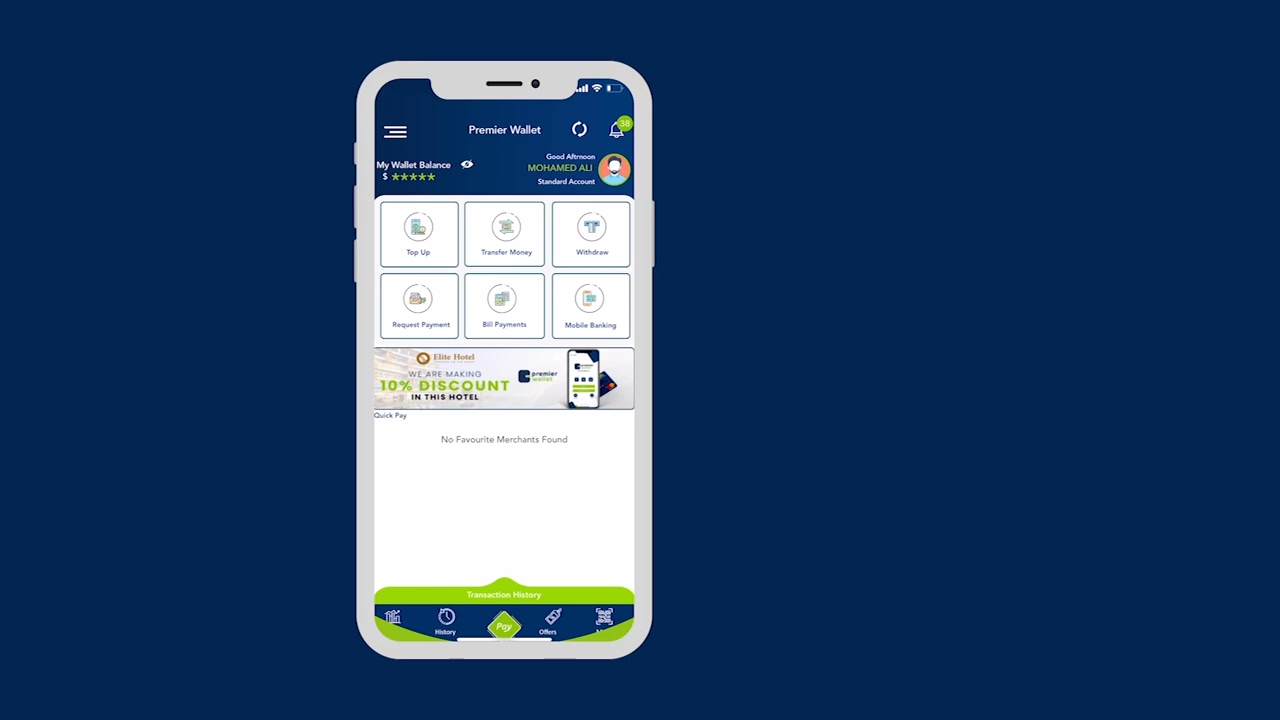 Premier Wallet
38
My Wallet Balance
$ ★★★★★
Good Aftrnoon
MOHAMED ALI
Standard Account
Top Up
Transfer Money
Withdraw
Request Payment
Bill Payments
Mobile Banking
Elite Hotel
WE ARE MAKING
10% DISCOUNT
IN THIS HOTEL
premier
wallet
Quick Pay
No Favourite Merchants Found
Transaction History
History
Pay
Offers